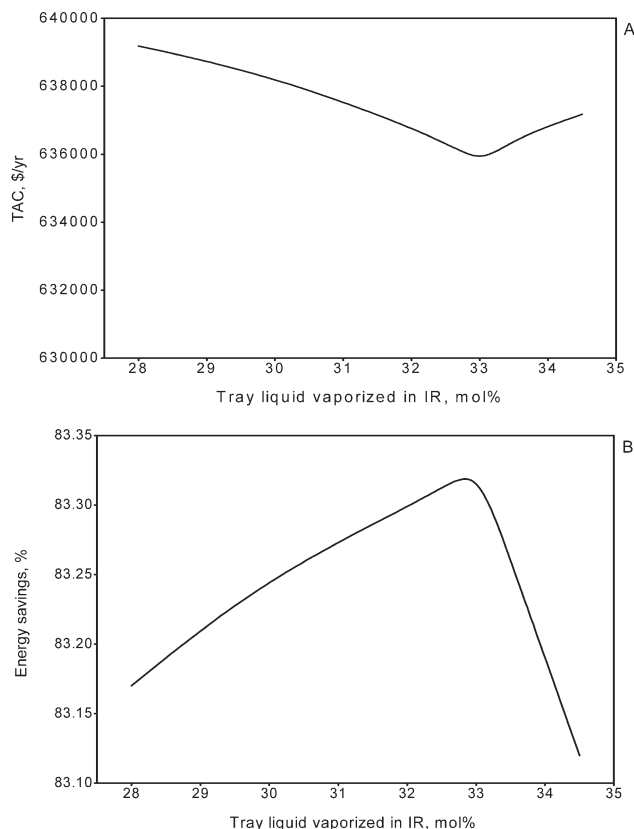 A
640000
638000
636000
634000
632000
630000
TAC, $/yr
28 29 30 31 32 33 34 35
Tray liquid vaporized in IR, mol%
B
83.35
83.30
83.25
83.20
83.15
83.10
Energy savings, %
28 29 30 31 32 33 34 35
Tray liquid vaporized in IR, mol%